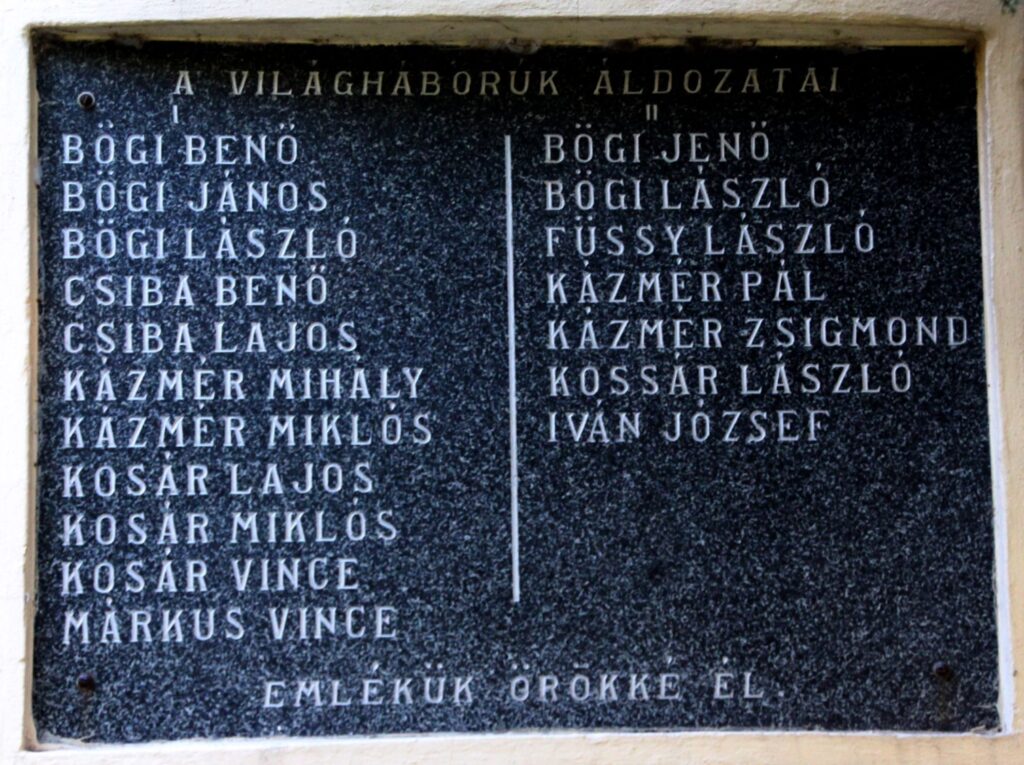 A VILÁGHÁBORÚK ÁLDOZATAI
I
BÖGI BENŐ
BÖGI JÁNOS
BÖGI LÁSZLÓ
CSIBA BENŐ
CSIBA LAJOS
KÁZMÉR MIHÁLY
KÁZMÉR MIKLÓS
KOSÁR LAJOS
KOSÁR MIKLÓS
KOSÁR VINCE
MÁRKUS VINCE
II
BÖGI JENŐ
BÖGI LÁSZLÓ
FÜSSY LÁSZLÓ
KÁZMÉR PÁL
KÁZMÉR ZSIGMOND
KOSSÁR LÁSZLÓ
IVÁN JÓZSEF
EMLÉKÜK ÖRÖKKÉ ÉL.